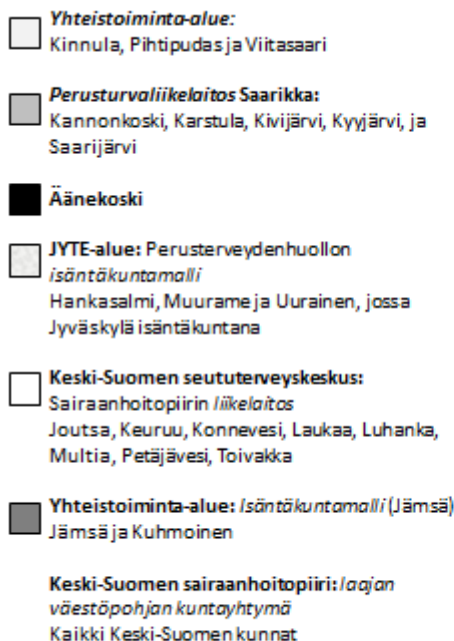 Yhteistoiminta-alue:
Kinnula, Pihtipudas ja Viitasaari
Perusturvaliikelaitos Saarikka:
Kannonkoski, Karstula, Kivijärvi, Kyyjärvi, ja
Saarijärvi
Äänekoski
JYTE-alue: Perusterveydenhuollon
isäntäkuntamalli
Hankasalmi, Muurame ja Uurainen, jossa
Jyväskylä isäntäkuntana
Keski-Suomen seututerveyskeskus:
Sairaanhoitopiirin liikelaitos
Joutsa, Keuruu, Konnevesi, Laukaa, Luhanka,
Multia, Petäjävesi, Toivakka
Yhteistoiminta-alue: Isäntäkuntamalli (Jämsä)
Jämsä ja Kuhmoinen
Keski-Suomen sairaanhoitopiiri: laajan
väestöpohjan kuntayhtymä
Kaikki Keski-Suomen kunnat